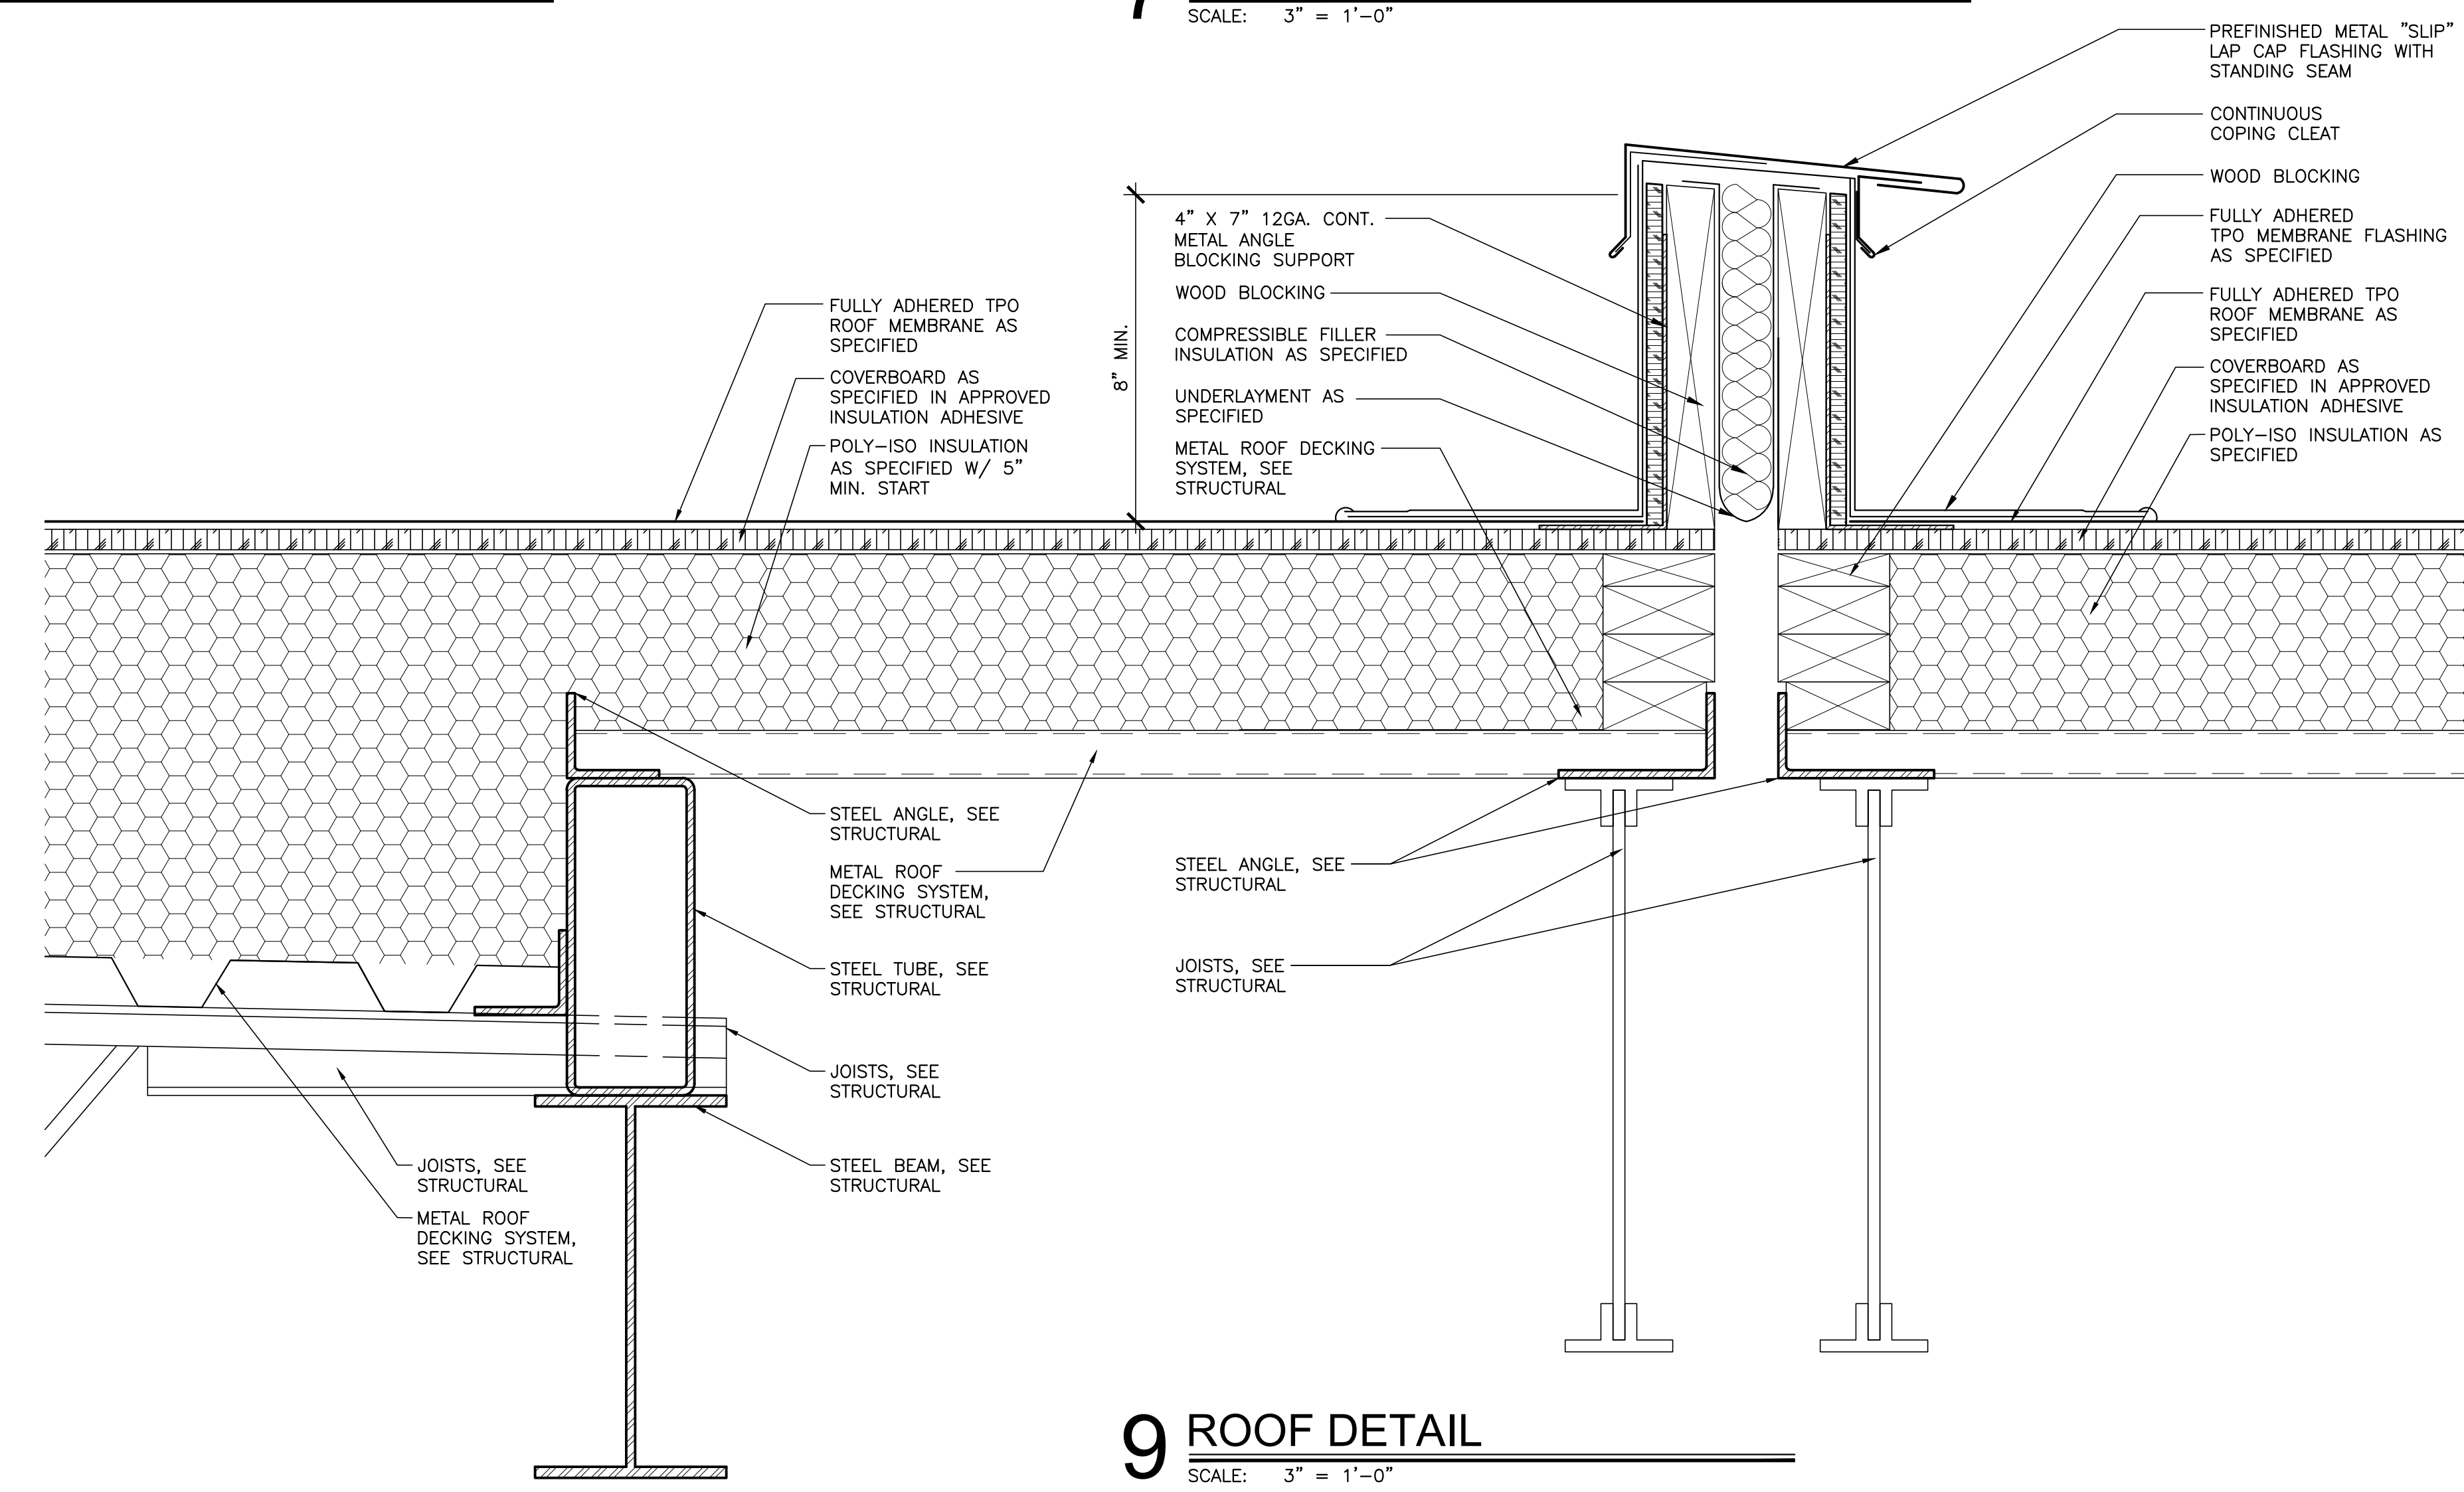 SCALE: 3" = 1'-0"
PREFINISHED METAL "SLIP"
LAP CAP FLASHING WITH
STANDING SEAM
CONTINUOUS
COPING CLEAT
WOOD BLOCKING
FULLY ADHERED
TPO MEMBRANE FLASHING
AS SPECIFIED
FULLY ADHERED TPO
ROOF MEMBRANE AS
SPECIFIED
COVERBOARD AS
SPECIFIED IN APPROVED
INSULATION ADHESIVE
POLY-ISO INSULATION AS
SPECIFIED
4" X 7" 12GA. CONT.
METAL ANGLE
BLOCKING SUPPORT
WOOD BLOCKING
COMPRESSIBLE FILLER
INSULATION AS SPECIFIED
UNDERLAYMENT AS
SPECIFIED
METAL ROOF DECKING
SYSTEM, SEE
STRUCTURAL
8" MIN.
FULLY ADHERED TPO
ROOF MEMBRANE AS
SPECIFIED
COVERBOARD AS
SPECIFIED IN APPROVED
INSULATION ADHESIVE
POLY-ISO INSULATION
AS SPECIFIED W/ 5"
MIN. START
STEEL ANGLE, SEE
STRUCTURAL
METAL ROOF
DECKING SYSTEM,
SEE STRUCTURAL
STEEL TUBE, SEE
STRUCTURAL
JOISTS, SEE
STRUCTURAL
STEEL BEAM, SEE
STRUCTURAL
STEEL ANGLE, SEE
STRUCTURAL
JOISTS, SEE
STRUCTURAL
JOISTS, SEE
STRUCTURAL
METAL ROOF
DECKING SYSTEM,
SEE STRUCTURAL
9 ROOF DETAIL
SCALE: 3" = 1'-0"